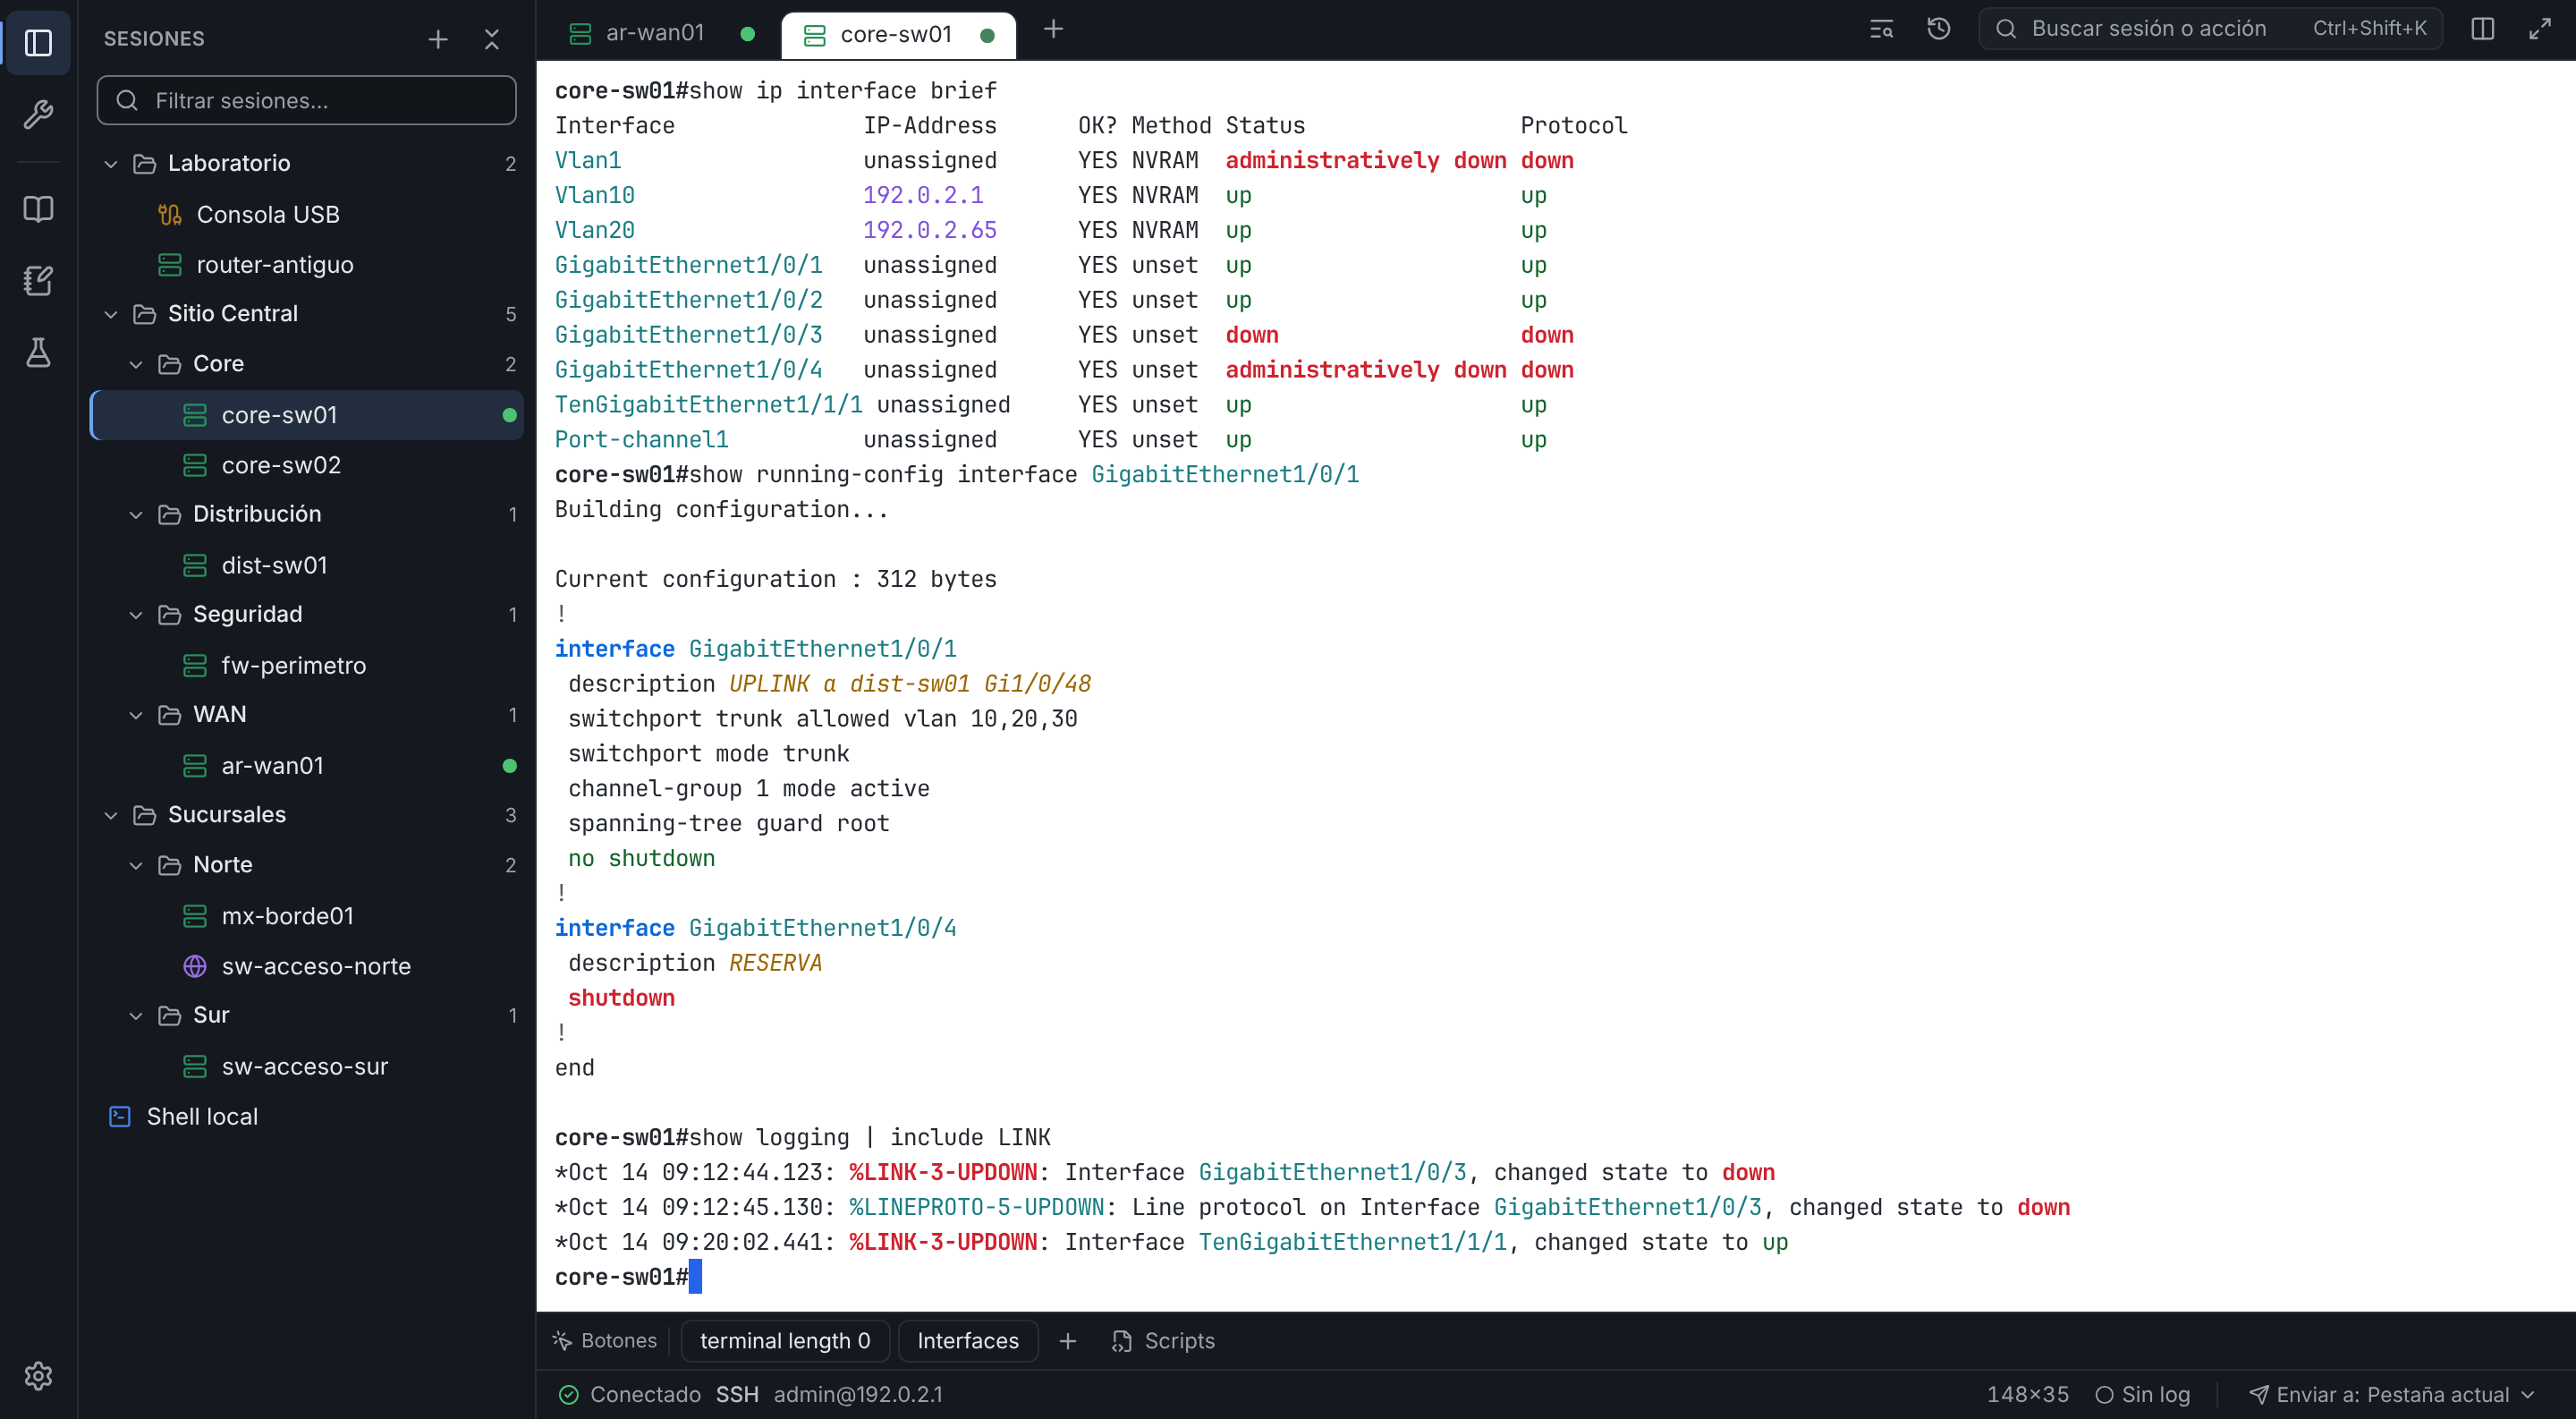 SESIONES
Filtrar sesiones...
Laboratorio 2
Consola USB
router-antiguo
Sitio Central 5
Core 2
core-sw01
core-sw02
Distribución 1
dist-sw01
Seguridad 1
fw-perimetro
WAN 1
ar-wan01
Sucursales 3
Norte 2
mx-borde01
sw-acceso-norte
Sur 1
sw-acceso-sur
Shell local
ar-wan01 core-sw01
Buscar sesión o acción Ctrl+Shift+K
core-sw01#show ip interface brief
Interface              IP-Address      OK? Method Status                Protocol
Vlan1                  unassigned      YES NVRAM  administratively down down
Vlan10                 192.0.2.1       YES NVRAM  up                    up
Vlan20                 192.0.2.65      YES NVRAM  up                    up
GigabitEthernet1/0/1   unassigned      YES unset  up                    up
GigabitEthernet1/0/2   unassigned      YES unset  up                    up
GigabitEthernet1/0/3   unassigned      YES unset  down                  down
GigabitEthernet1/0/4   unassigned      YES unset  administratively down down
TenGigabitEthernet1/1/1 unassigned     YES unset  up                    up
Port-channel1          unassigned      YES unset  up                    up
core-sw01#show running-config interface GigabitEthernet1/0/1
Building configuration...
Current configuration : 312 bytes
!
interface GigabitEthernet1/0/1
 description UPLINK a dist-sw01 Gi1/0/48
 switchport trunk allowed vlan 10,20,30
 switchport mode trunk
 channel-group 1 mode active
 spanning-tree guard root
 no shutdown
!
interface GigabitEthernet1/0/4
 description RESERVA
 shutdown
!
end
core-sw01#show logging | include LINK
*Oct 14 09:12:44.123: %LINK-3-UPDOWN: Interface GigabitEthernet1/0/3, changed state to down
*Oct 14 09:12:45.130: %LINEPROTO-5-UPDOWN: Line protocol on Interface GigabitEthernet1/0/3, changed state to down
*Oct 14 09:20:02.441: %LINK-3-UPDOWN: Interface TenGigabitEthernet1/1/1, changed state to up
core-sw01#
Botones terminal length 0 Interfaces Scripts
Conectado SSH admin@192.0.2.1 148×35 Sin log Enviar a: Pestaña actual